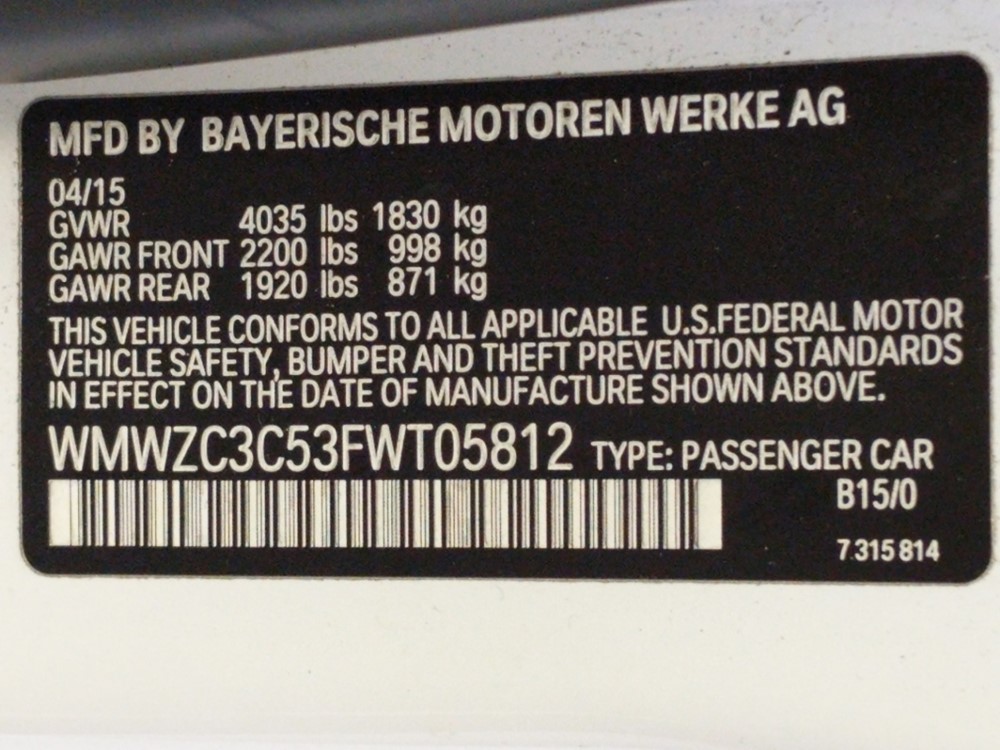 MFD BY BAYERISCHE MOTOREN WERKE AG
04/15
GVWR 4035 lbs 1830 kg
GAWR FRONT 2200 lbs 998 kg
GAWR REAR 1920 lbs 871 kg
THIS VEHICLE CONFORMS TO ALL APPLICABLE U.S.FEDERAL MOTOR
VEHICLE SAFETY, BUMPER AND THEFT PREVENTION STANDARDS
IN EFFECT ON THE DATE OF MANUFACTURE SHOWN ABOVE.
WMWZC3C53FWT05812 TYPE: PASSENGER CAR
B15/0
7 315 814